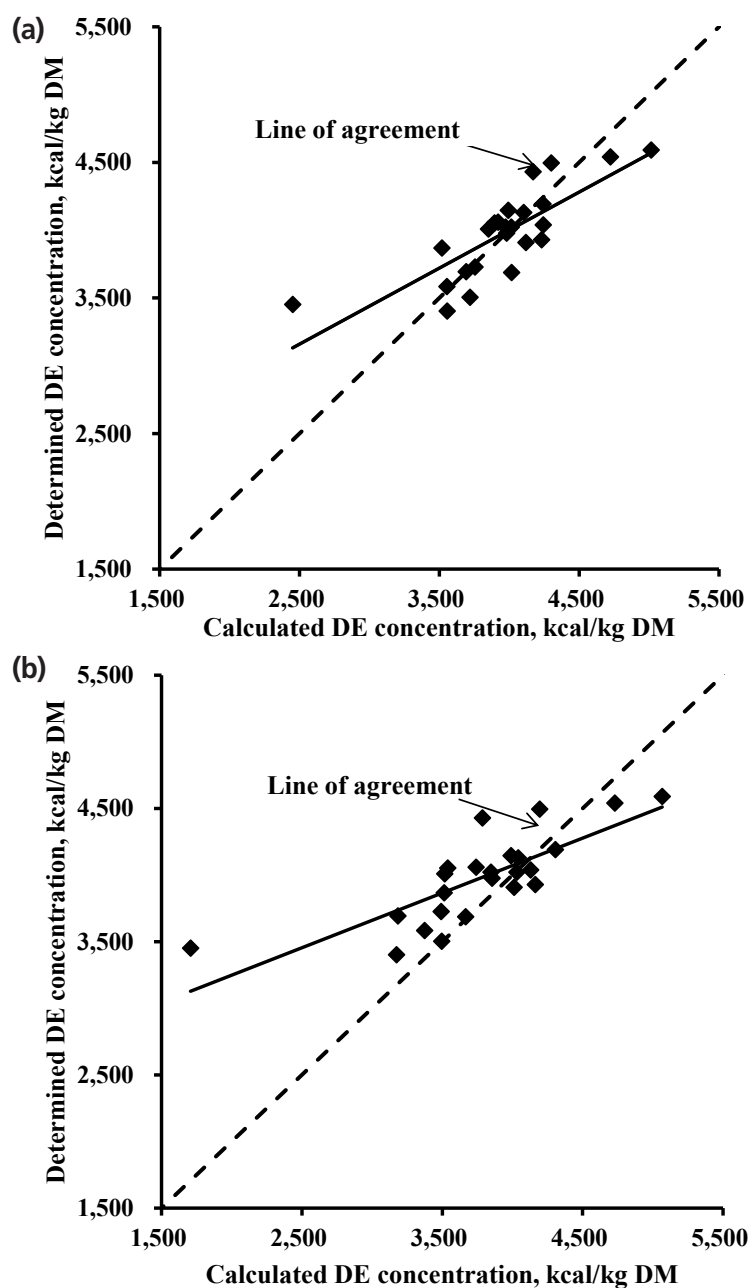 (a)
Determined DE concentration, kcal/kg DM
5,500
4,500
3,500
2,500
1,500
Line of agreement
1,500 2,500 3,500 4,500 5,500
Calculated DE concentration, kcal/kg DM
(b)
Determined DE concentration, kcal/kg DM
5,500
4,500
3,500
2,500
1,500
Line of agreement
1,500 2,500 3,500 4,500 5,500
Calculated DE concentration, kcal/kg DM